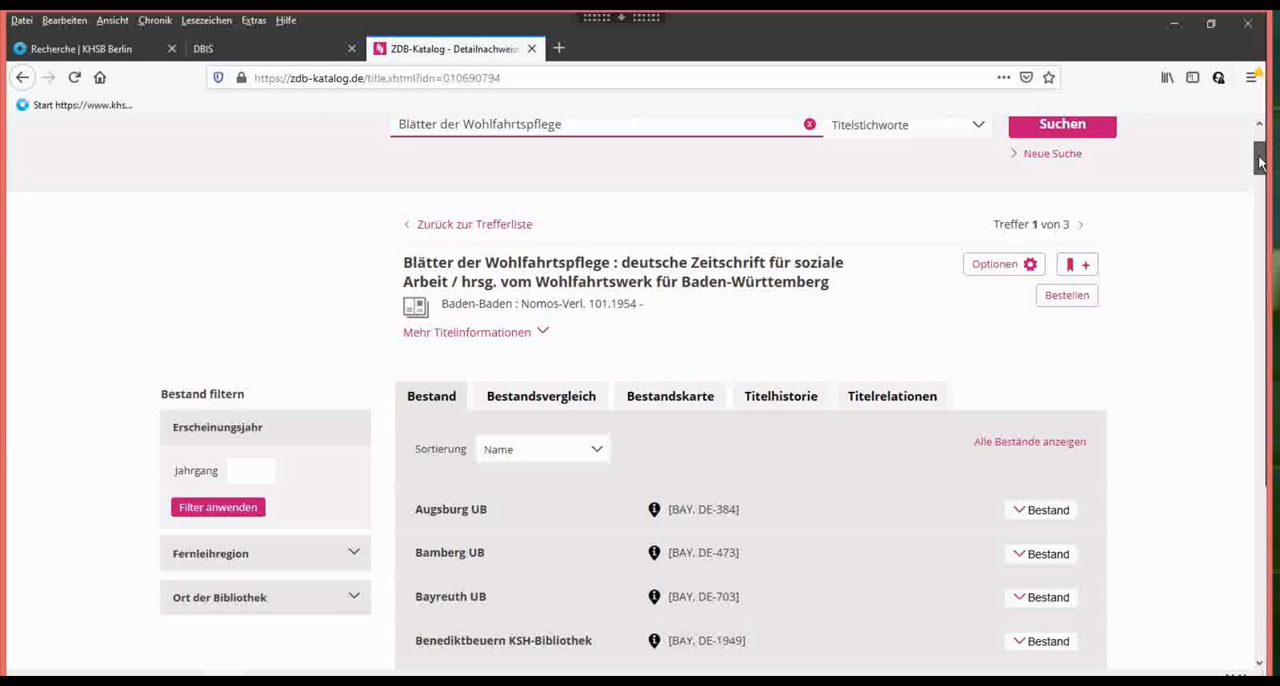 Datei Bearbeiten Ansicht Chronik Lesezeichen Extras Hilfe
Recherche | KHSB Berlin DBIS ZDB-Katalog - Detailnachweis
https://zdb-katalog.de/title.xhtml?idn=010690794
Start https://www.khs...
Blätter der Wohlfahrtspflege Titelstichworte Suchen
Neue Suche
Zurück zur Trefferliste Treffer 1 von 3
Blätter der Wohlfahrtspflege : deutsche Zeitschrift für soziale
Arbeit / hrsg. vom Wohlfahrtswerk für Baden-Württemberg
Optionen +
Baden-Baden : Nomos-Verl. 101.1954 -
Bestellen
Mehr Titelinformationen
Bestand filtern
Bestand Bestandsvergleich Bestandskarte Titelhistorie Titelrelationen
Erscheinungsjahr
Sortierung Name Alle Bestände anzeigen
Jahrgang
Filter anwenden
Augsburg UB [BAY, DE-384] Bestand
Fernleihregion
Bamberg UB [BAY, DE-473] Bestand
Ort der Bibliothek
Bayreuth UB [BAY, DE-703] Bestand
Benediktbeuern KSH-Bibliothek [BAY, DE-1949] Bestand